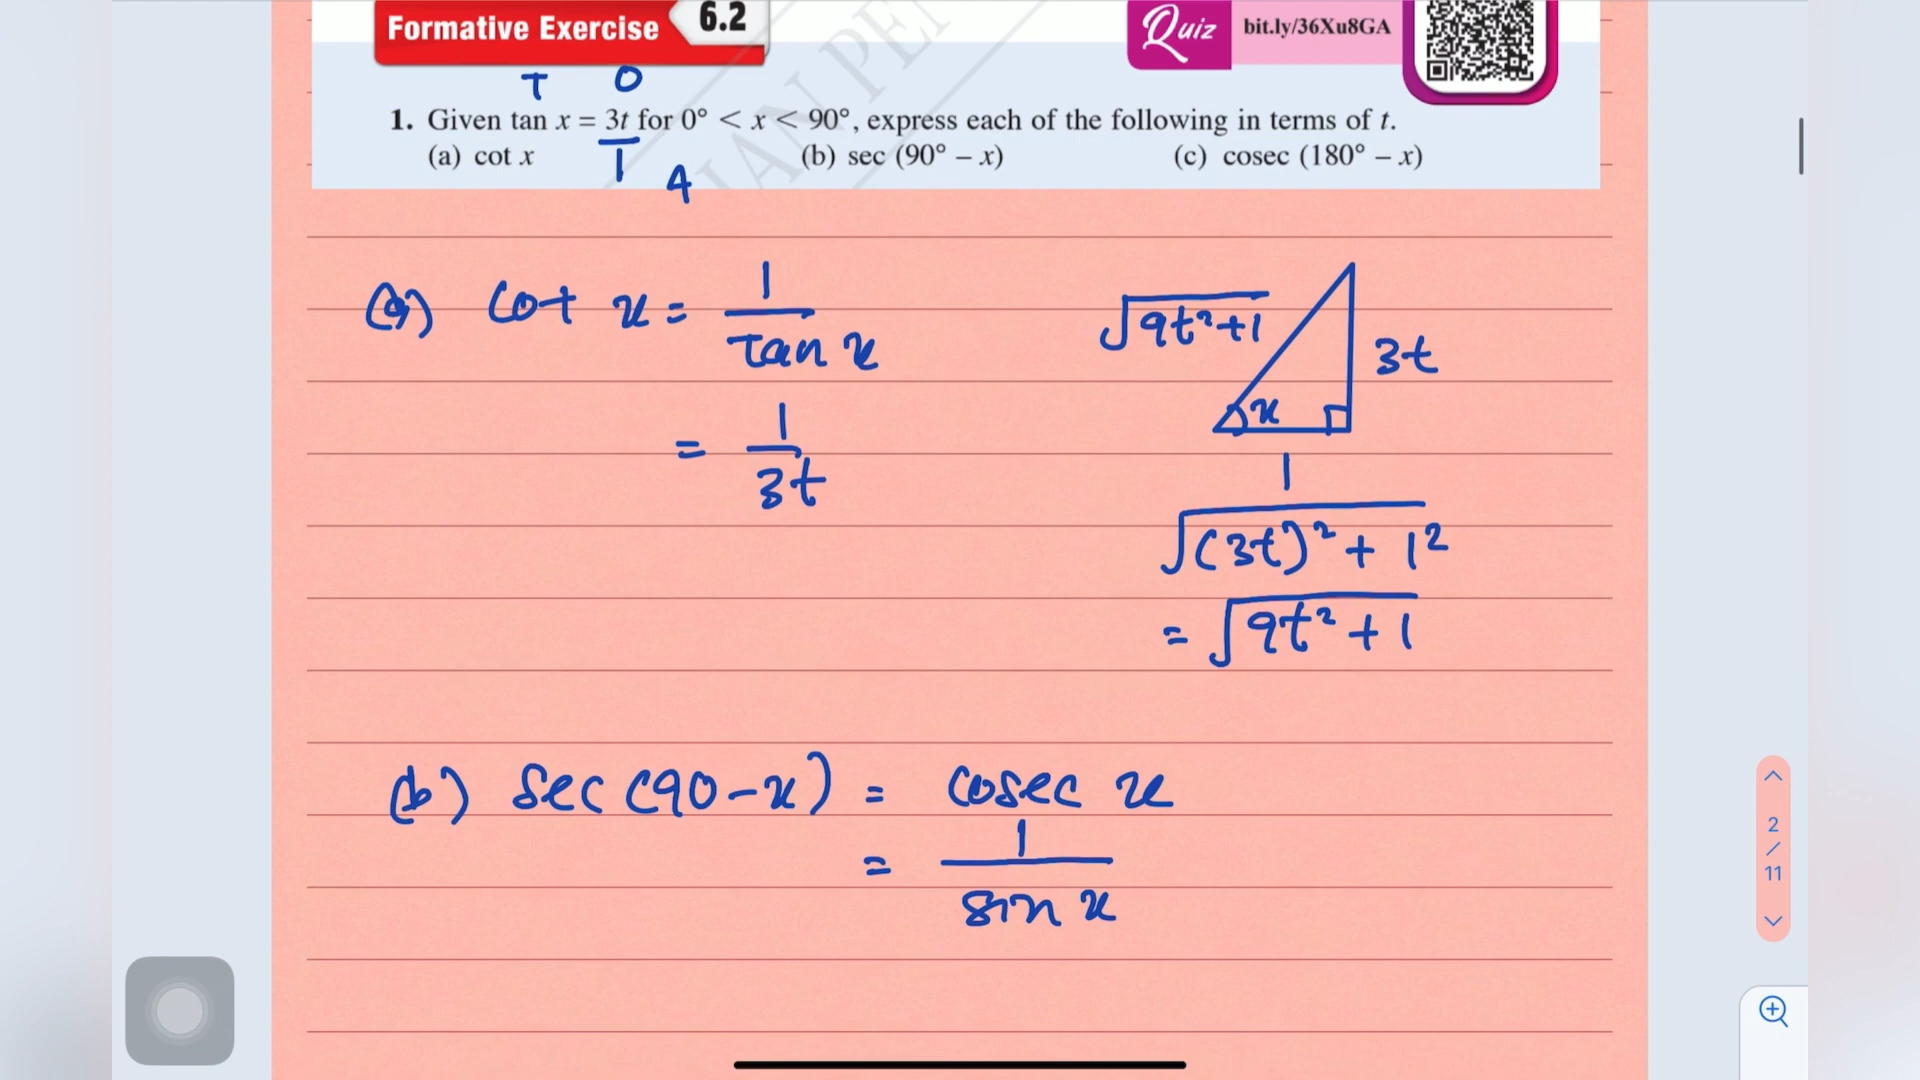 Formative Exercise 6.2
Quiz bit.ly/36Xu8GA
T O
1. Given tan x = 3t for 0° < x < 90°, express each of the following in terms of t.
1 A
(a) cot x (b) sec (90° – x) (c) cosec (180° – x)
(a) cot x = 1/tan x
= 1/3t
√9t²+1
3t
x
1
√(3t)² + 1²
= √9t² + 1
(b) sec (90-x) = cosec x
= 1/sin x
2
/
11